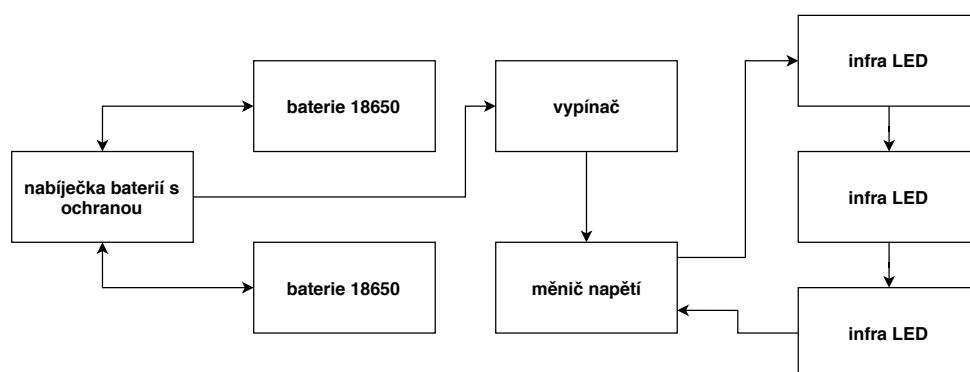 infra LED
baterie 18650
vypínač
nabíječka baterií s
ochranou
infra LED
baterie 18650
měnič napětí
infra LED